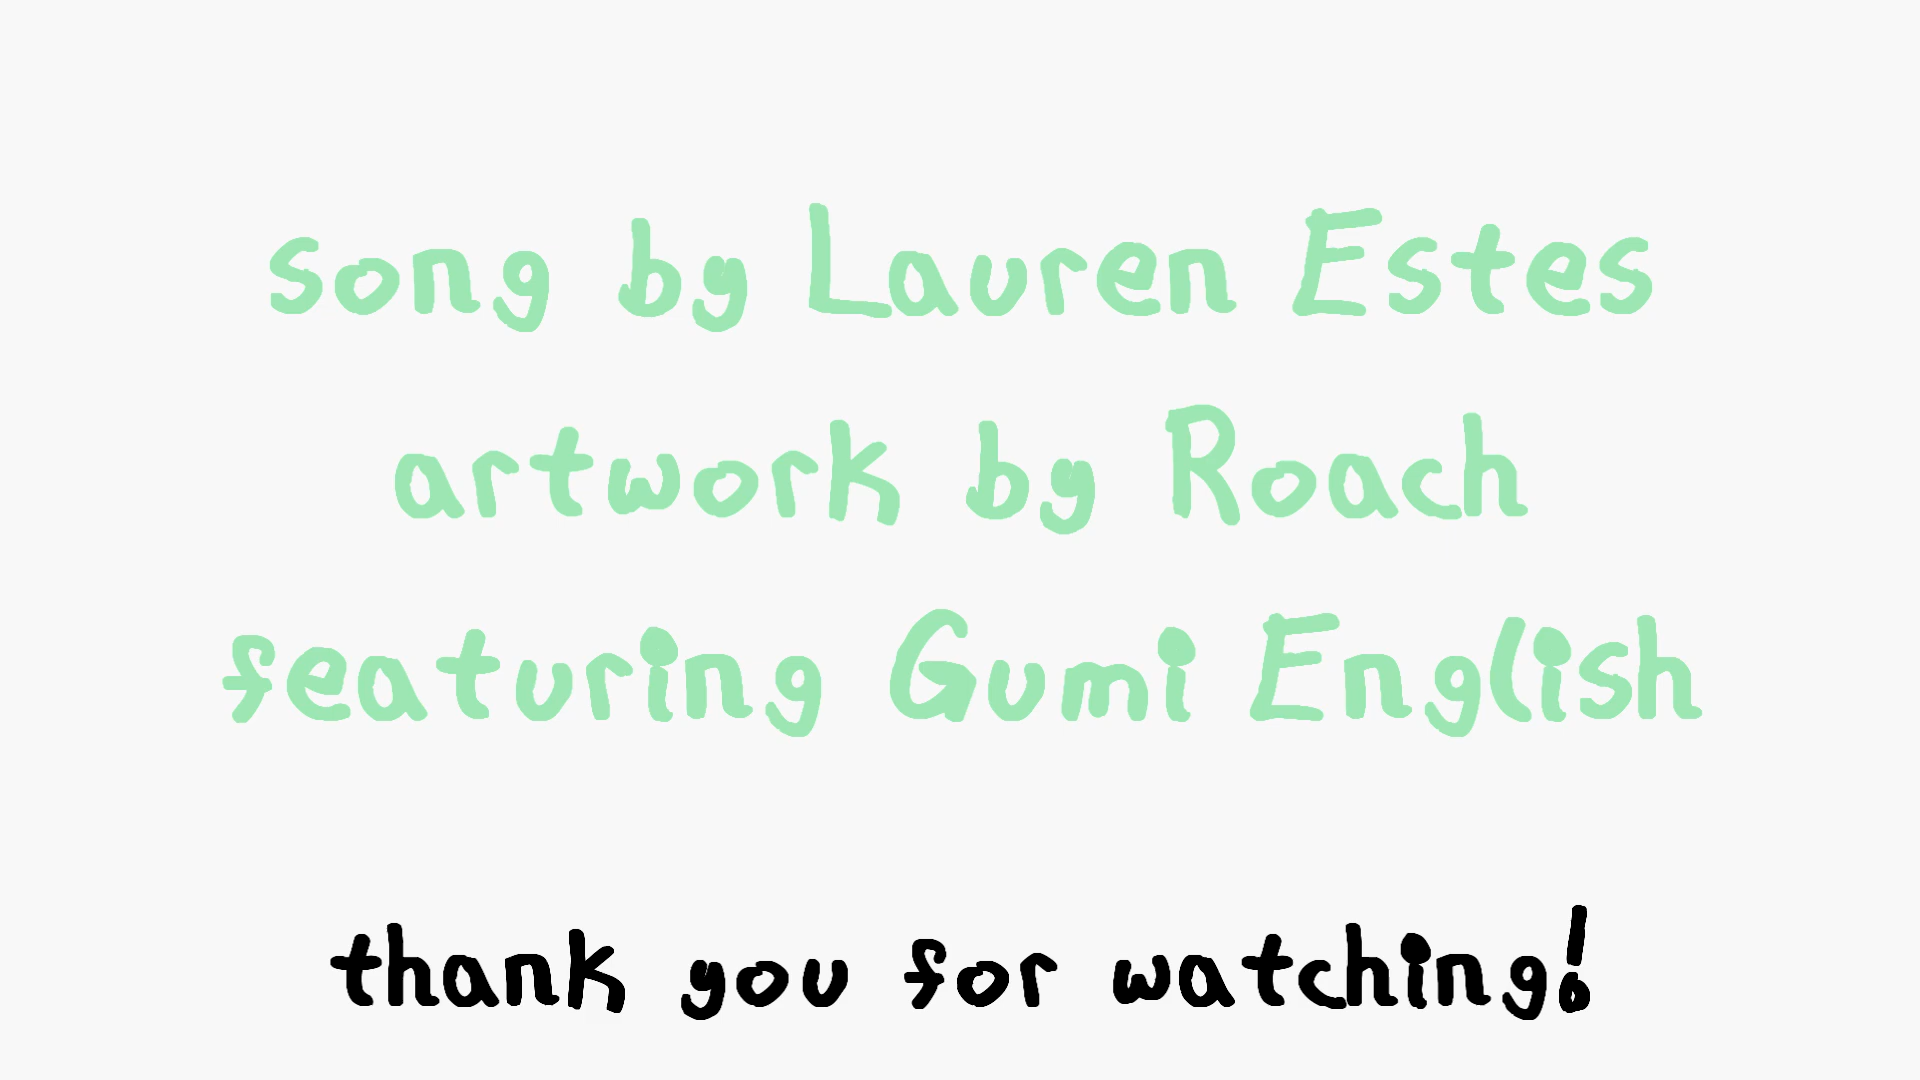 song by Lauren Estes
artwork by Roach
featuring Gumi English
thank you for watching!